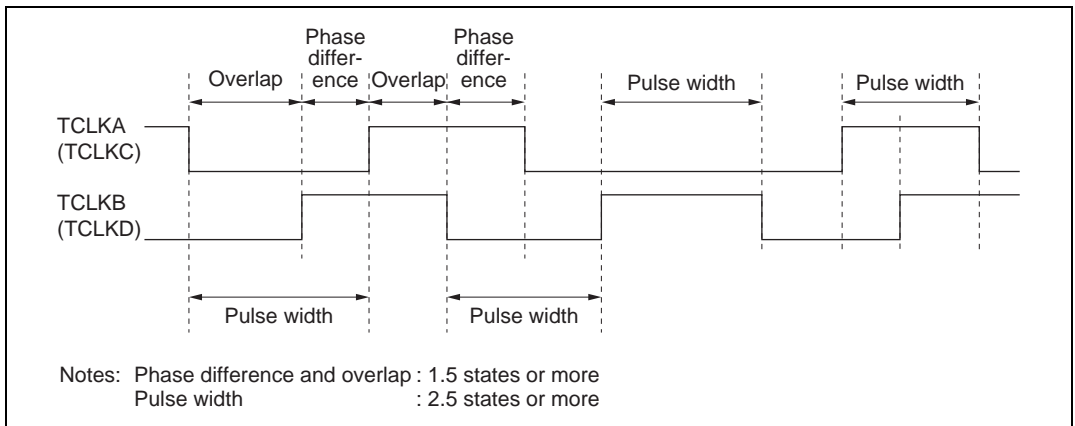 Phase
differ-
ence
Phase
differ-
ence
Overlap
Overlap
Pulse width
Pulse width
TCLKA
(TCLKC)
TCLKB
(TCLKD)
Pulse width
Pulse width
Notes: Phase difference and overlap : 1.5 states or more
Pulse width : 2.5 states or more